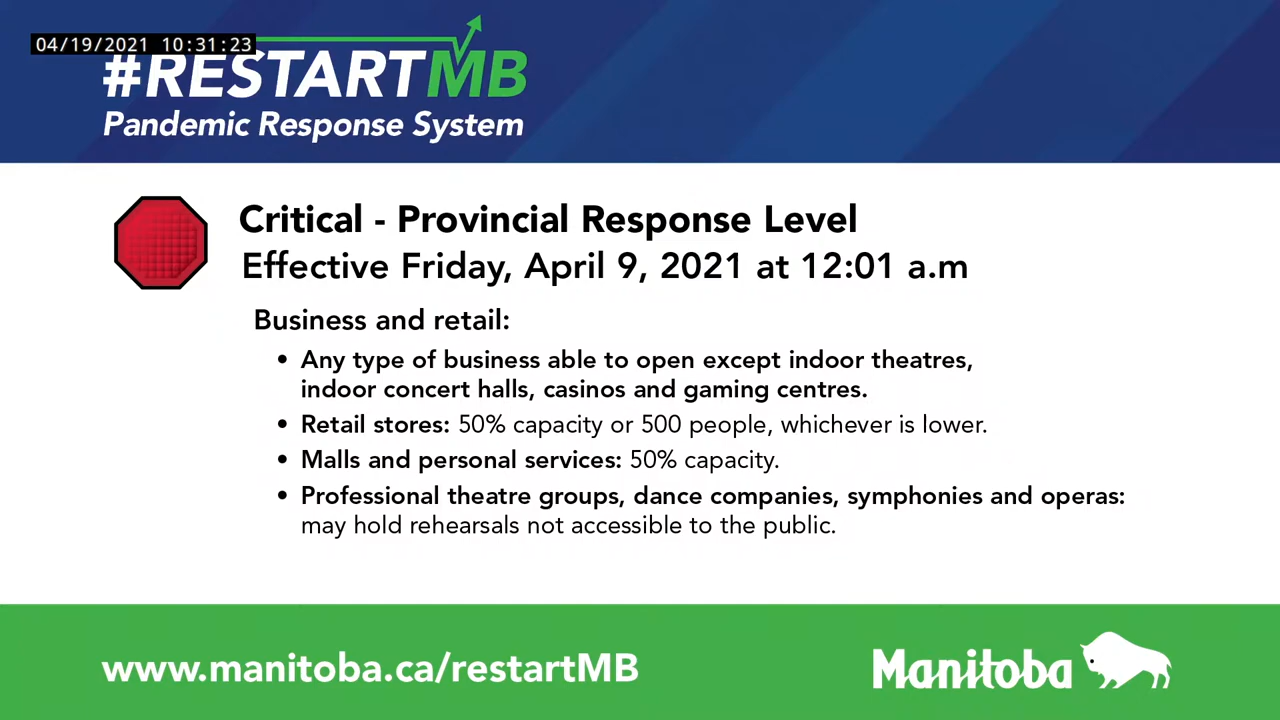 04/19/2021 10:31:23
#RESTARTMB
Pandemic Response System
Critical - Provincial Response Level
Effective Friday, April 9, 2021 at 12:01 a.m
Business and retail:
• Any type of business able to open except indoor theatres,
indoor concert halls, casinos and gaming centres.
• Retail stores: 50% capacity or 500 people, whichever is lower.
• Malls and personal services: 50% capacity.
• Professional theatre groups, dance companies, symphonies and operas:
may hold rehearsals not accessible to the public.
www.manitoba.ca/restartMB
Manitoba